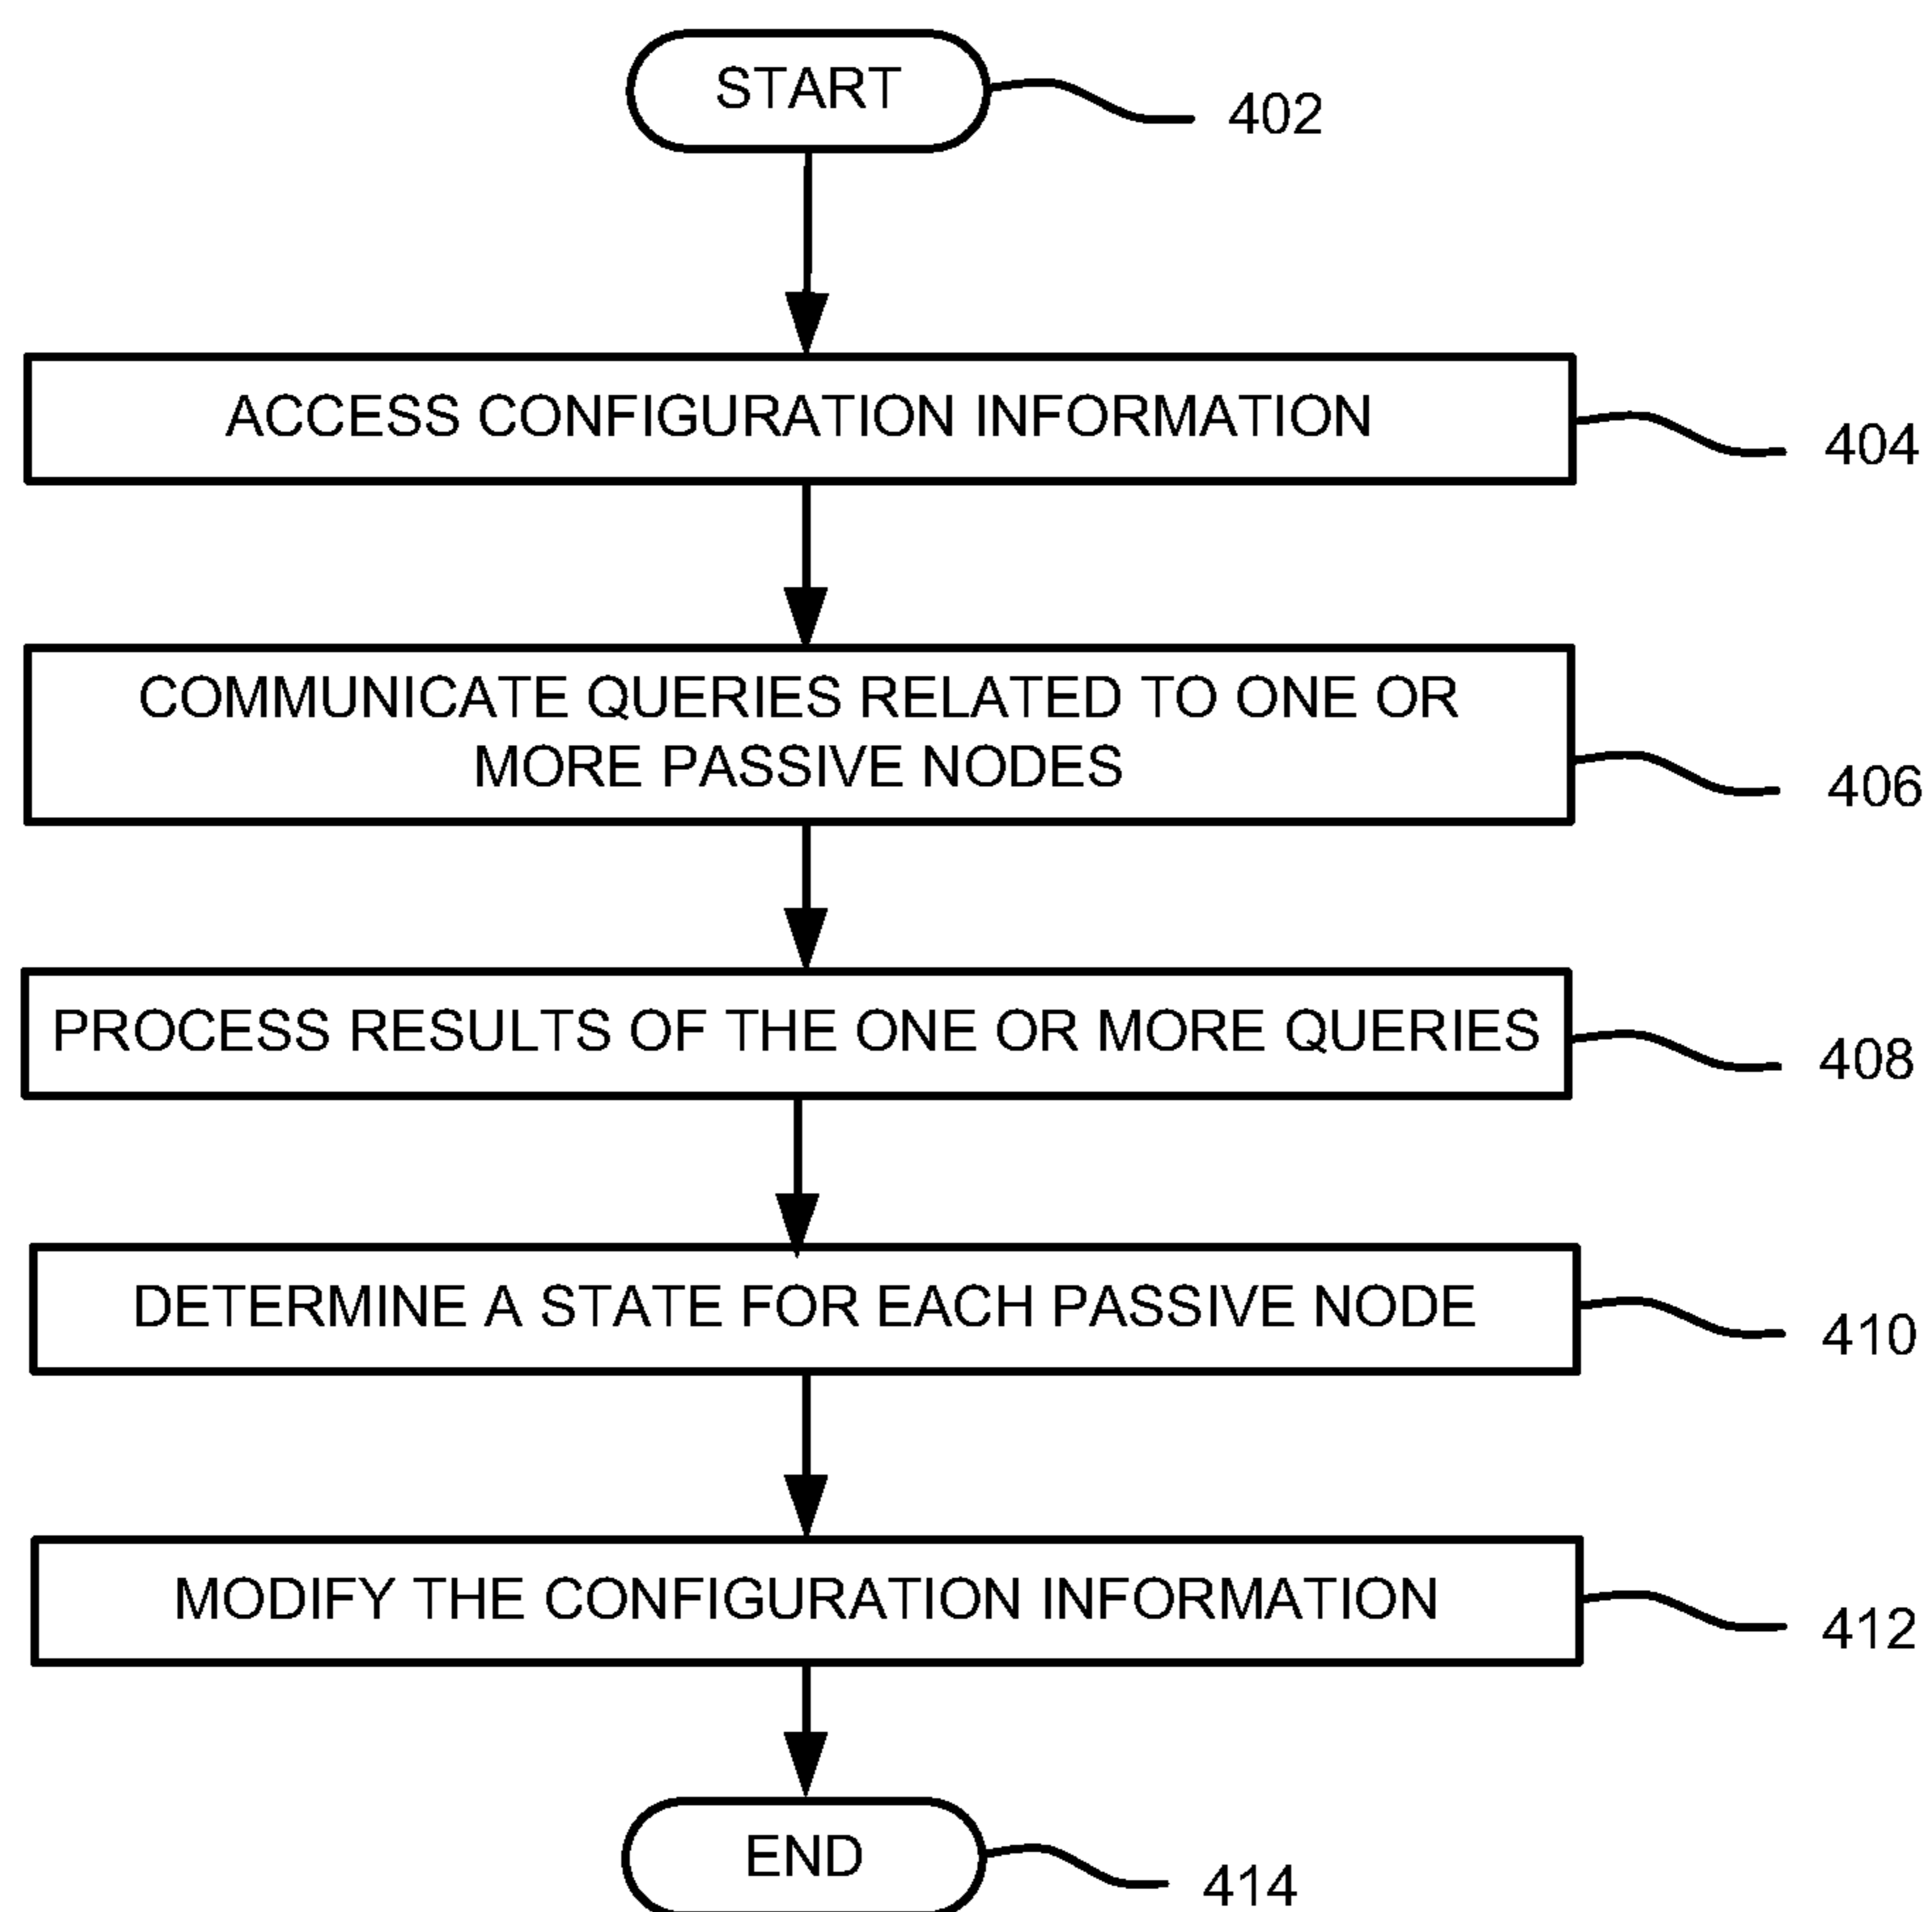 START
402
ACCESS CONFIGURATION INFORMATION
404
COMMUNICATE QUERIES RELATED TO ONE OR
MORE PASSIVE NODES
406
PROCESS RESULTS OF THE ONE OR MORE QUERIES
408
DETERMINE A STATE FOR EACH PASSIVE NODE
410
MODIFY THE CONFIGURATION INFORMATION
412
END
414